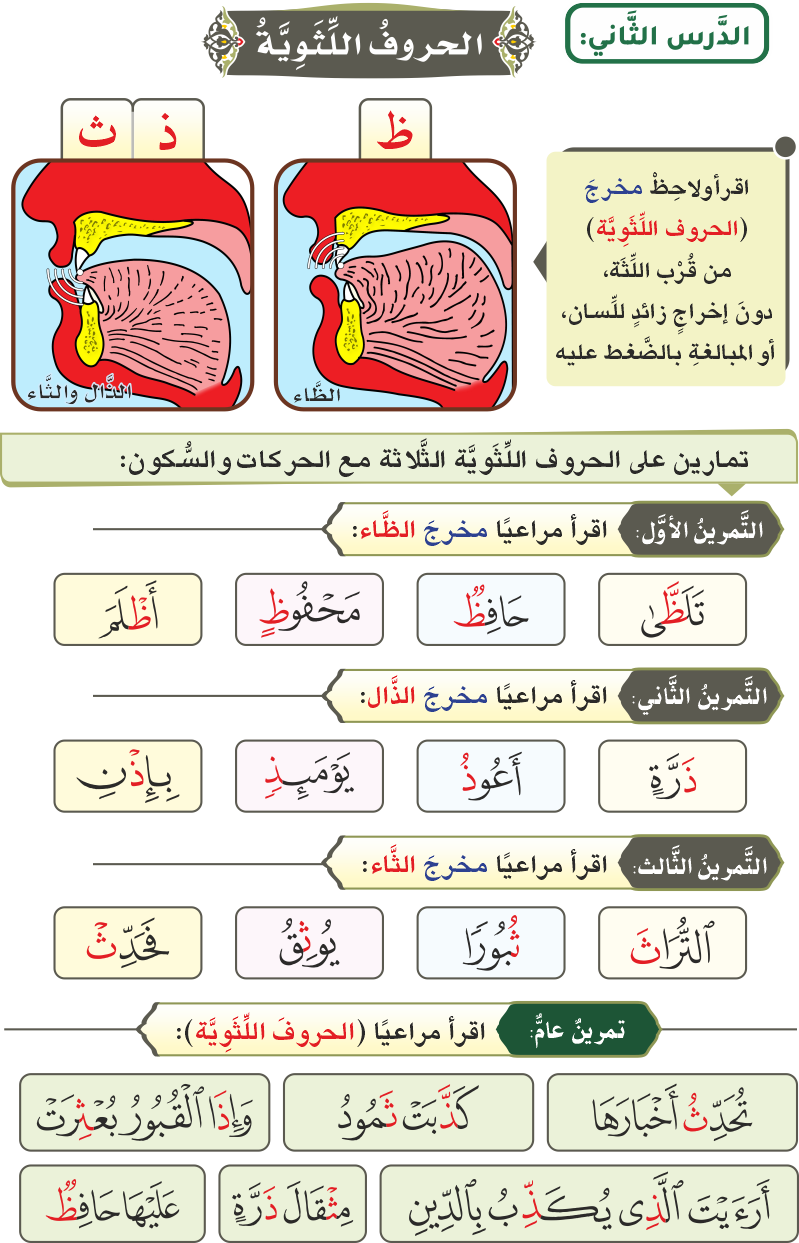 الدَّرس الثَّاني:
الحروفُ اللِّثَوِيَّةُ
ظ
ذ
ث
اقرأ ولاحِظْ مخرجَ
(الحروف اللِّثَوِيَّة)
من قُرْب اللِّثَة،
دونَ إخراجٍ زائدٍ للِّسان،
أو المبالغةِ بالضَّغط عليه
الظَّاء
الذَّال والثَّاء
تمارين على الحروف اللِّثَويَّة الثَّلاثة مع الحركات والسُّكون:
التَّمرينُ الأوَّل: اقرأ مراعيًا مخرجَ الظَّاء:
تَلَظَّىٰ
حَافِظٌ
مَحْفُوظٍ
أَظْلَمَ
التَّمرينُ الثَّاني: اقرأ مراعيًا مخرجَ الذَّال:
ذَرَّةٍ
أَعُوذُ
يَوْمَئِذٍ
بِإِذْنِ
التَّمرينُ الثَّالث: اقرأ مراعيًا مخرجَ الثَّاء:
ٱلتُّرَاثَ
ثُبُورًا
يُوثِقُ
فَحَدِّثْ
تمرينٌ عامٌّ: اقرأ مراعيًا (الحروفَ اللِّثَوِيَّة):
تُحَدِّثُ أَخْبَارَهَا
كَذَّبَتْ ثَمُودُ
وَإِذَا ٱلْقُبُورُ بُعْثِرَتْ
أَرَءَيْتَ ٱلَّذِى يُكَذِّبُ بِٱلدِّينِ
مِثْقَالَ ذَرَّةٍ
عَلَيْهَا حَافِظٌ